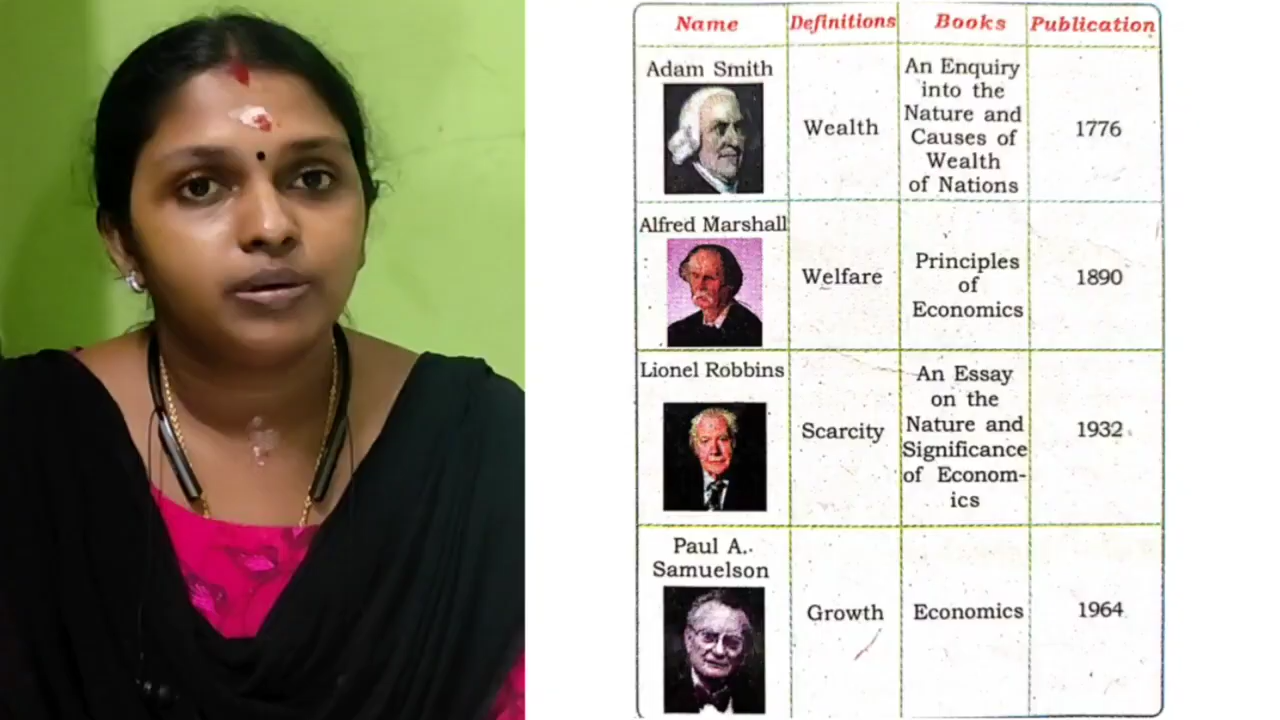 Name Definitions Books Publication
Adam Smith
Wealth
An Enquiry
into the
Nature and
Causes of
Wealth
of Nations
1776
Alfred Marshall
Welfare
Principles
of
Economics
1890
Lionel Robbins
Scarcity
An Essay
on the
Nature and
Significance
of Econom-
ics
1932
Paul A.
Samuelson
Growth
Economics
1964